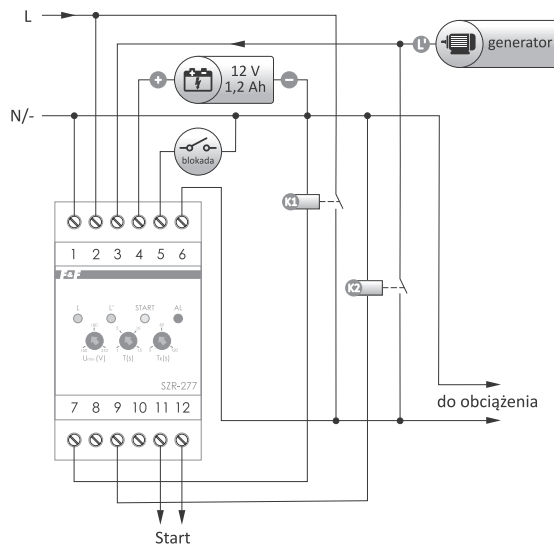 L
L'
generator
+
12 V
-
1,2 Ah
N/-
blokada
K1
1 2 3 4 5 6
K2
F&F
L L' START AL
Umin (V) T(s) Tk(s)
SZR-277
do obciążenia
7 8 9 10 11 12
Start